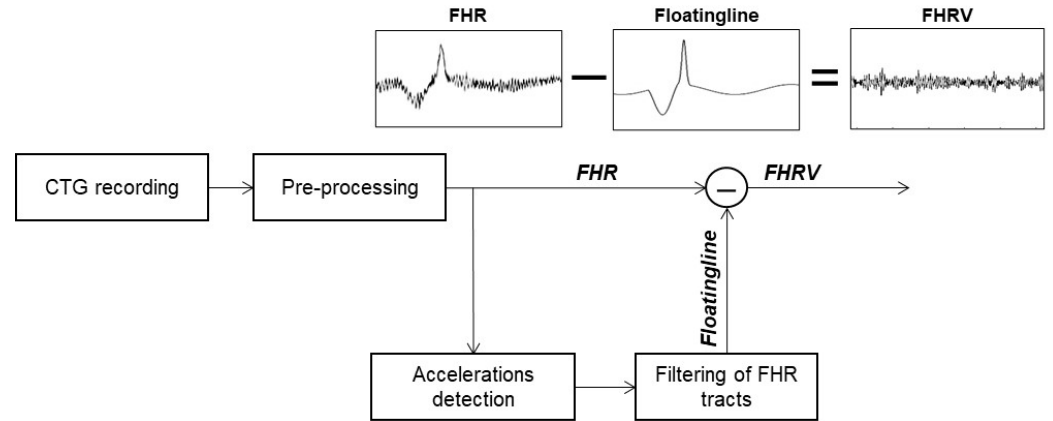 FHR
Floatingline
FHRV
CTG recording
Pre-processing
FHR
FHRV
Floatingline
Accelerations
detection
Filtering of FHR
tracts